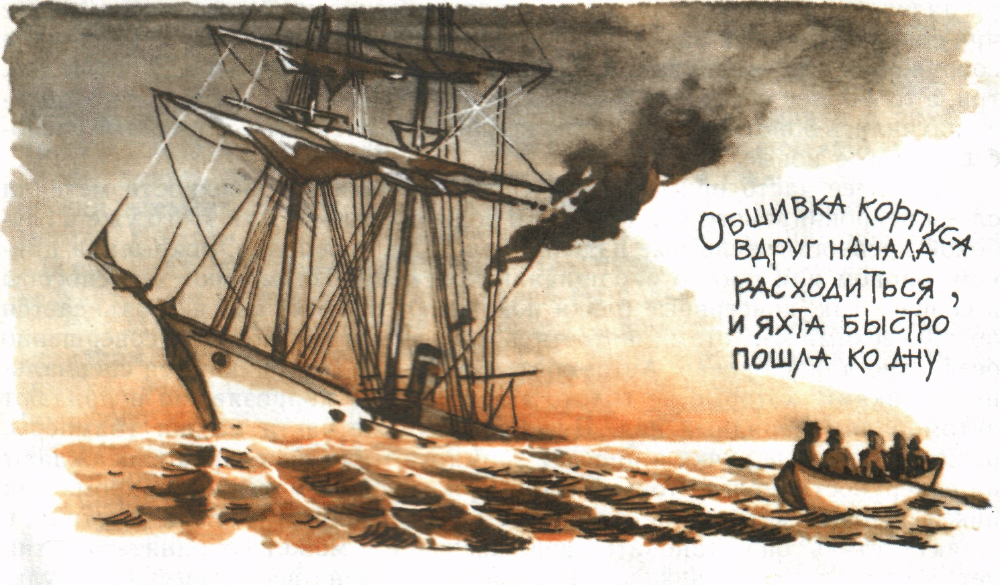 Обшивка корпуса
вдруг начала
расходиться,
и яхта быстро
пошла ко дну